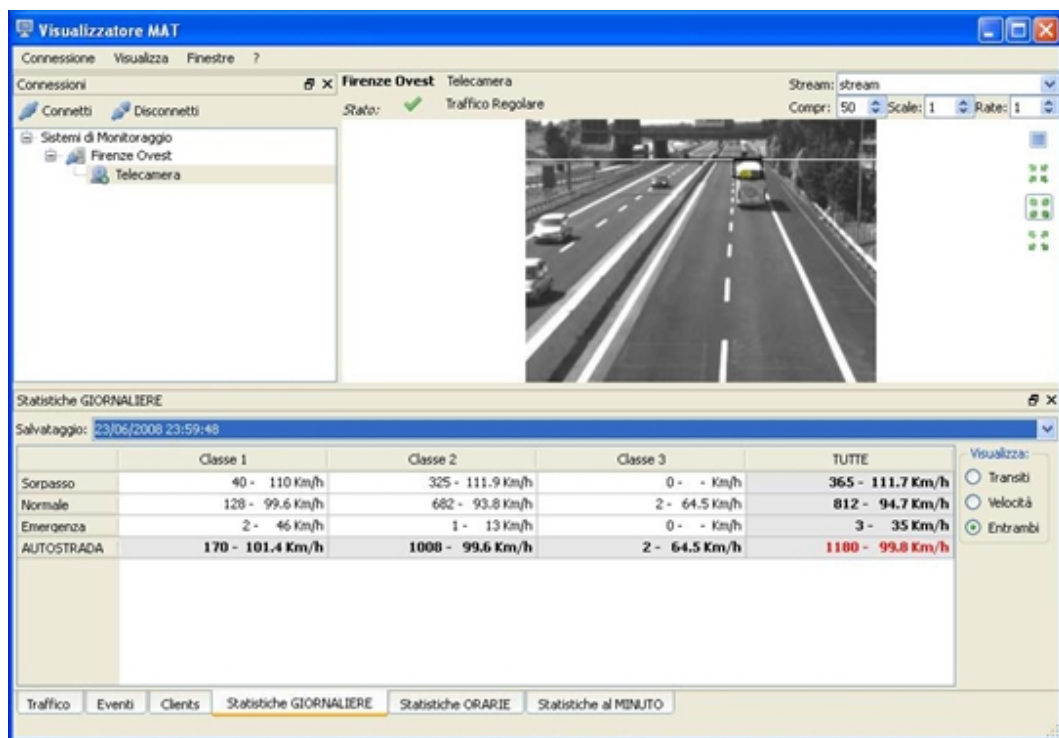 Visualizzatore MAT
Connessione Visualizza Finestre ?
Connessioni
Connetti Disconnetti
Sistemi di Monitoraggio
Firenze Ovest
Telecamera
Firenze Ovest Telecamera
Stato: Traffico Regolare
Stream: stream
Compr: 50 Scale: 1 Rate: 1
Statistiche GIORNALIERE
Salvataggio: 23/06/2008 23:59:48
Classe 1 Classe 2 Classe 3 TUTTE
Sorpasso 40 - 110 Km/h 325 - 111.9 Km/h 0 - - Km/h 365 - 111.7 Km/h
Normale 128 - 99.6 Km/h 682 - 93.8 Km/h 2 - 64.5 Km/h 812 - 94.7 Km/h
Emergenza 2 - 46 Km/h 1 - 13 Km/h 0 - - Km/h 3 - 35 Km/h
AUTOSTRADA 170 - 101.4 Km/h 1008 - 99.6 Km/h 2 - 64.5 Km/h 1180 - 99.8 Km/h
Visualizza:
Transiti
Velocità
Entrambi
Traffico Eventi Clients Statistiche GIORNALIERE Statistiche ORARIE Statistiche al MINUTO